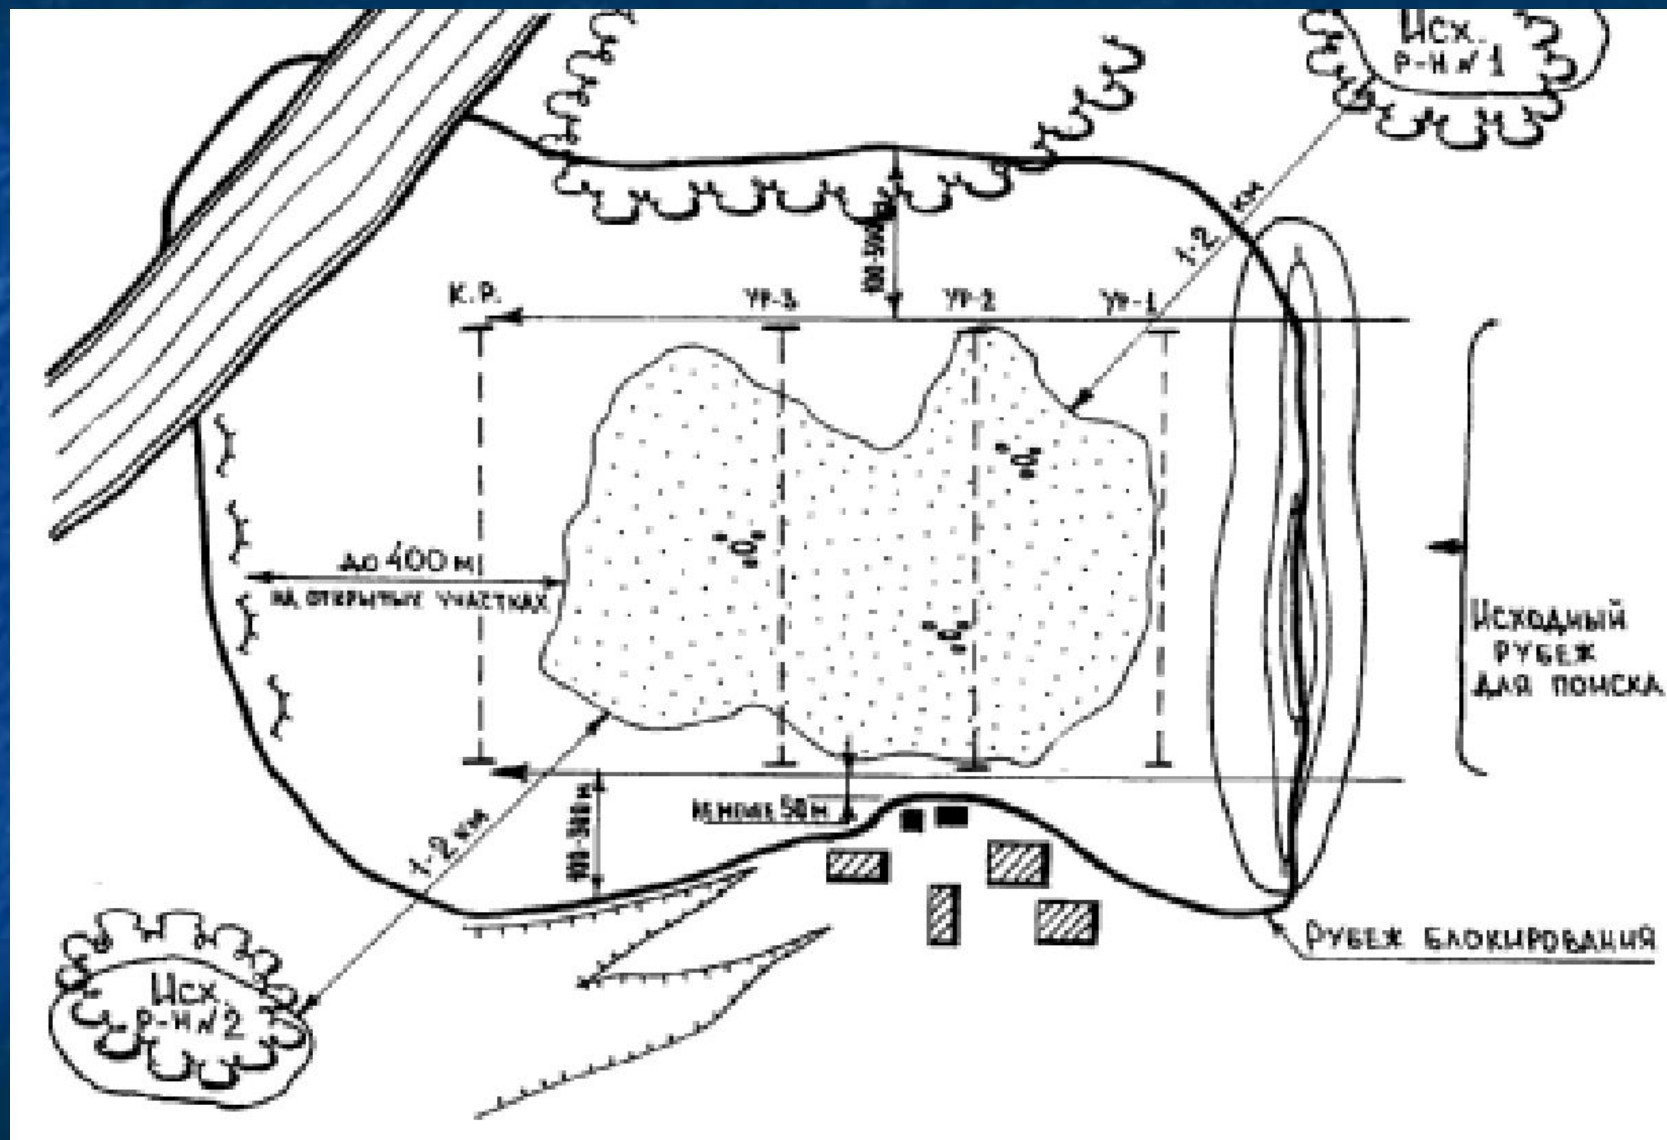 Исх.
Р-Н №1
1-2 км
100-500 м
К.Р.
УР-3
УР-2
УР-1
до 400 м
на открытых участках
Исходный
рубеж
для поиска
не менее 50 м
100-300 м
1-2 км
Исх.
Р-Н №2
Рубеж блокирования